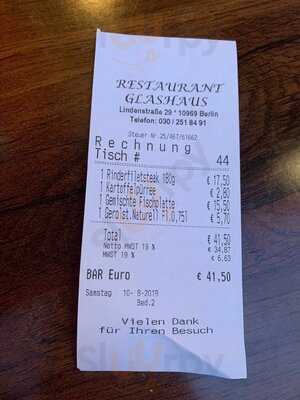 RESTAURANT
GLASHAUS
Lindenstraße 29 * 10969 Berlin
Telefon: 030 / 251 84 91
Steuer Nr.25/467/61662
Rechnung
Tisch # 44
1 Rinderfiletsteak 180g € 17,50
1 Kartoffelpürree € 2,80
1 Gemischte Fischplatte € 15,50
1 Gerolst.Naturell Fl.0,75l € 5,70
Total € 41,50
Netto MWST 19 % € 34,87
MWST 19 % € 6,63
BAR Euro € 41,50
Samstag 10- 8-2019
Bed.2
Vielen Dank
für Ihren Besuch